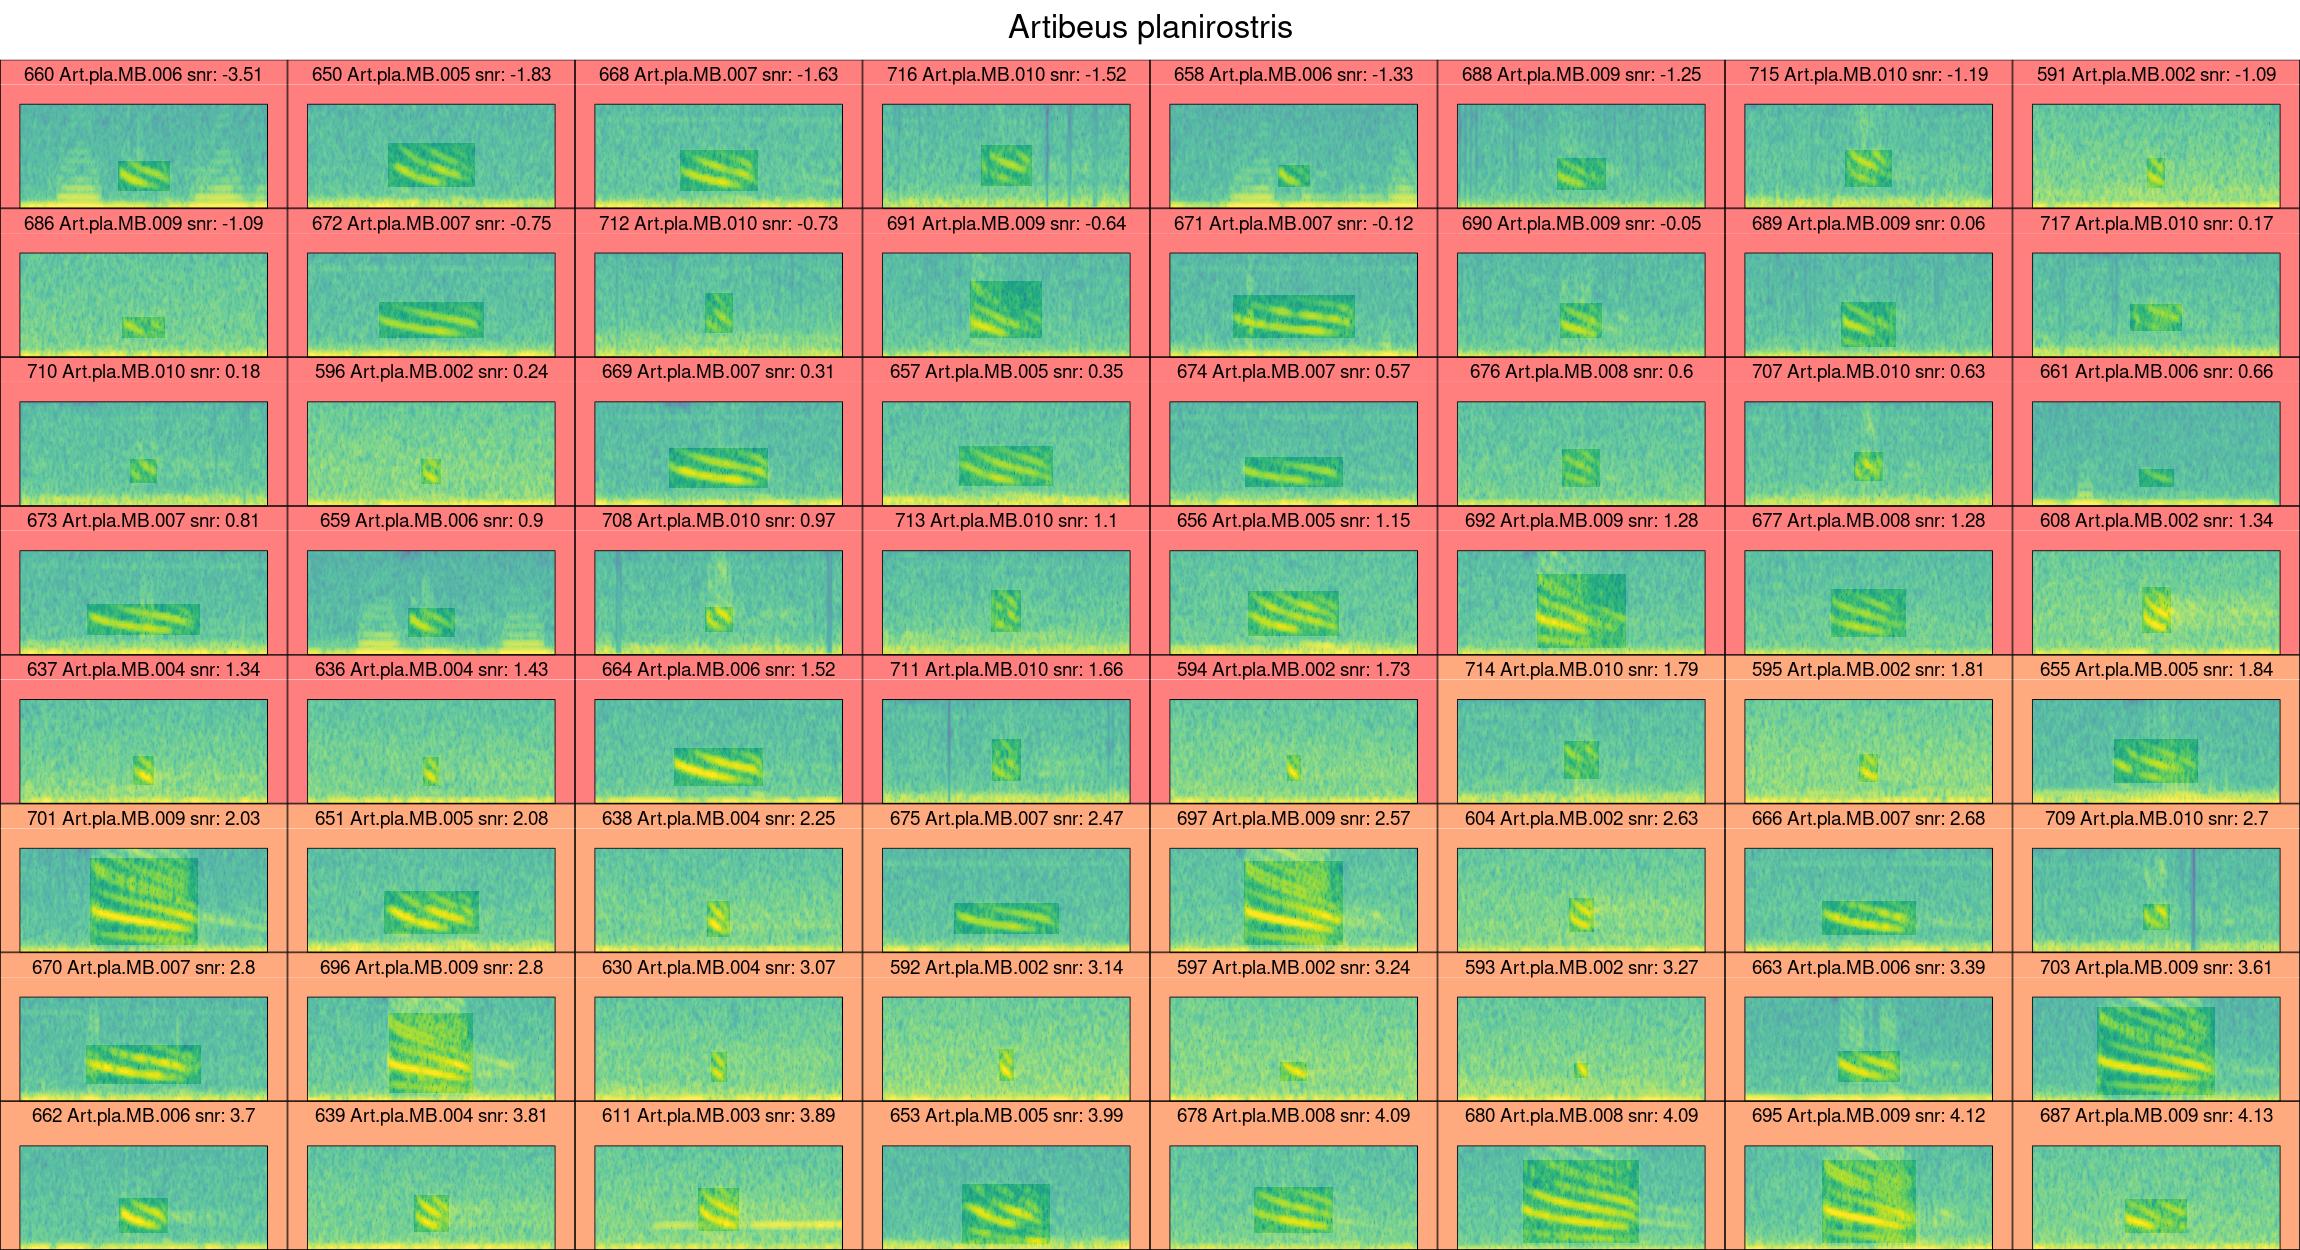 Artibeus planirostris
660 Art.pla.MB.006 snr: -3.51
650 Art.pla.MB.005 snr: -1.83
668 Art.pla.MB.007 snr: -1.63
716 Art.pla.MB.010 snr: -1.52
658 Art.pla.MB.006 snr: -1.33
688 Art.pla.MB.009 snr: -1.25
715 Art.pla.MB.010 snr: -1.19
591 Art.pla.MB.002 snr: -1.09
686 Art.pla.MB.009 snr: -1.09
672 Art.pla.MB.007 snr: -0.75
712 Art.pla.MB.010 snr: -0.73
691 Art.pla.MB.009 snr: -0.64
671 Art.pla.MB.007 snr: -0.12
690 Art.pla.MB.009 snr: -0.05
689 Art.pla.MB.009 snr: 0.06
717 Art.pla.MB.010 snr: 0.17
710 Art.pla.MB.010 snr: 0.18
596 Art.pla.MB.002 snr: 0.24
669 Art.pla.MB.007 snr: 0.31
657 Art.pla.MB.005 snr: 0.35
674 Art.pla.MB.007 snr: 0.57
676 Art.pla.MB.008 snr: 0.6
707 Art.pla.MB.010 snr: 0.63
661 Art.pla.MB.006 snr: 0.66
673 Art.pla.MB.007 snr: 0.81
659 Art.pla.MB.006 snr: 0.9
708 Art.pla.MB.010 snr: 0.97
713 Art.pla.MB.010 snr: 1.1
656 Art.pla.MB.005 snr: 1.15
692 Art.pla.MB.009 snr: 1.28
677 Art.pla.MB.008 snr: 1.28
608 Art.pla.MB.002 snr: 1.34
637 Art.pla.MB.004 snr: 1.34
636 Art.pla.MB.004 snr: 1.43
664 Art.pla.MB.006 snr: 1.52
711 Art.pla.MB.010 snr: 1.66
594 Art.pla.MB.002 snr: 1.73
714 Art.pla.MB.010 snr: 1.79
595 Art.pla.MB.002 snr: 1.81
655 Art.pla.MB.005 snr: 1.84
701 Art.pla.MB.009 snr: 2.03
651 Art.pla.MB.005 snr: 2.08
638 Art.pla.MB.004 snr: 2.25
675 Art.pla.MB.007 snr: 2.47
697 Art.pla.MB.009 snr: 2.57
604 Art.pla.MB.002 snr: 2.63
666 Art.pla.MB.007 snr: 2.68
709 Art.pla.MB.010 snr: 2.7
670 Art.pla.MB.007 snr: 2.8
696 Art.pla.MB.009 snr: 2.8
630 Art.pla.MB.004 snr: 3.07
592 Art.pla.MB.002 snr: 3.14
597 Art.pla.MB.002 snr: 3.24
593 Art.pla.MB.002 snr: 3.27
663 Art.pla.MB.006 snr: 3.39
703 Art.pla.MB.009 snr: 3.61
662 Art.pla.MB.006 snr: 3.7
639 Art.pla.MB.004 snr: 3.81
611 Art.pla.MB.003 snr: 3.89
653 Art.pla.MB.005 snr: 3.99
678 Art.pla.MB.008 snr: 4.09
680 Art.pla.MB.008 snr: 4.09
695 Art.pla.MB.009 snr: 4.12
687 Art.pla.MB.009 snr: 4.13